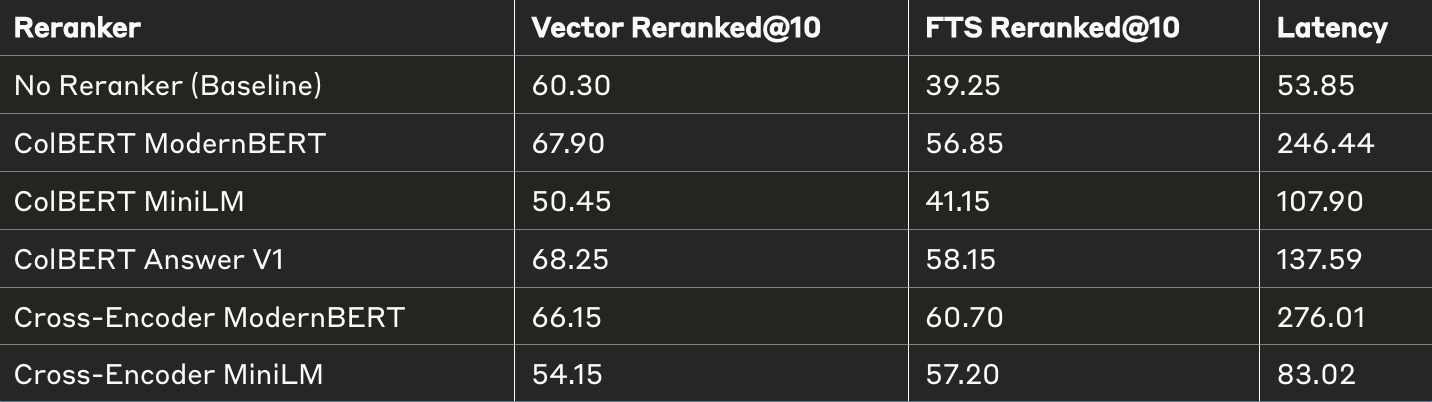 Reranker Vector Reranked@10 FTS Reranked@10 Latency
No Reranker (Baseline) 60.30 39.25 53.85
ColBERT ModernBERT 67.90 56.85 246.44
ColBERT MiniLM 50.45 41.15 107.90
ColBERT Answer V1 68.25 58.15 137.59
Cross-Encoder ModernBERT 66.15 60.70 276.01
Cross-Encoder MiniLM 54.15 57.20 83.02